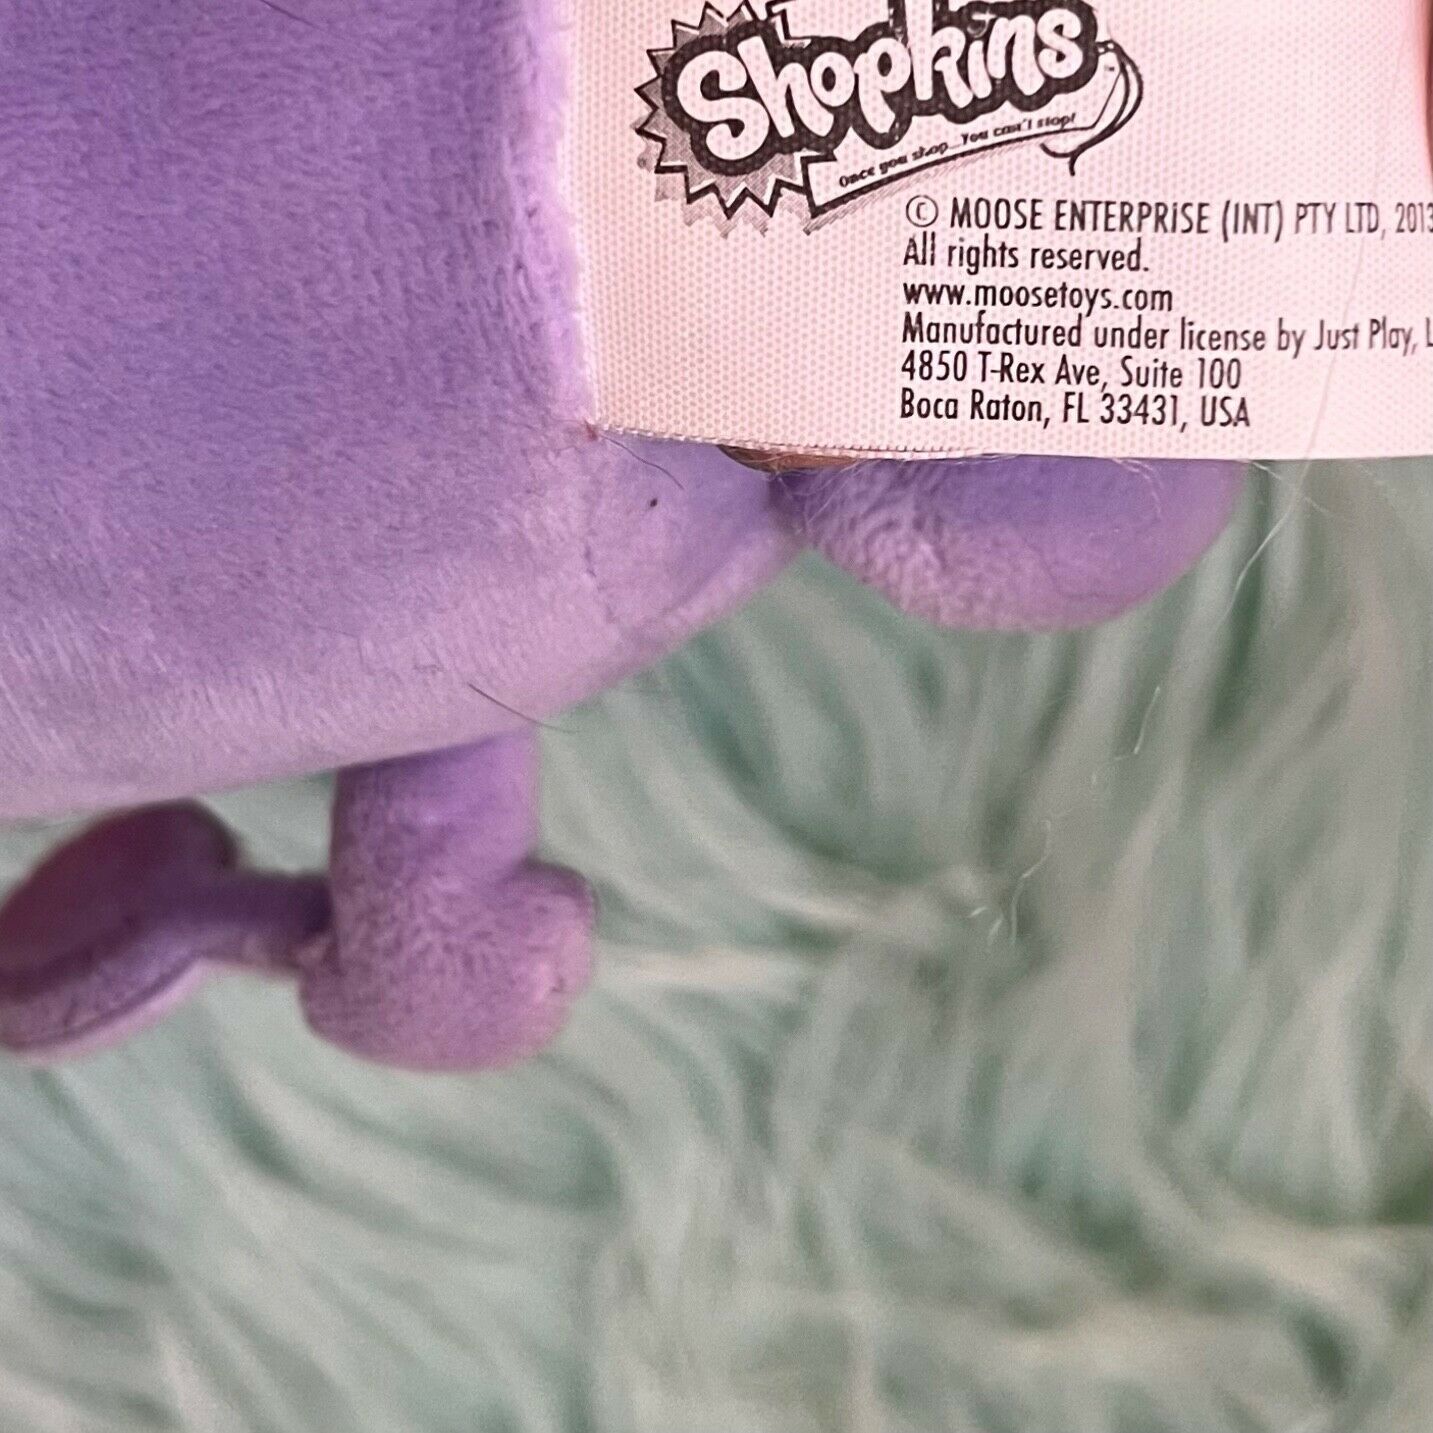 Shopkins
Once you shop...You can't stop!
© MOOSE ENTERPRISE (INT) PTY LTD, 2013
All rights reserved.
www.moosetoys.com
Manufactured under license by Just Play, L
4850 T-Rex Ave, Suite 100
Boca Raton, FL 33431, USA